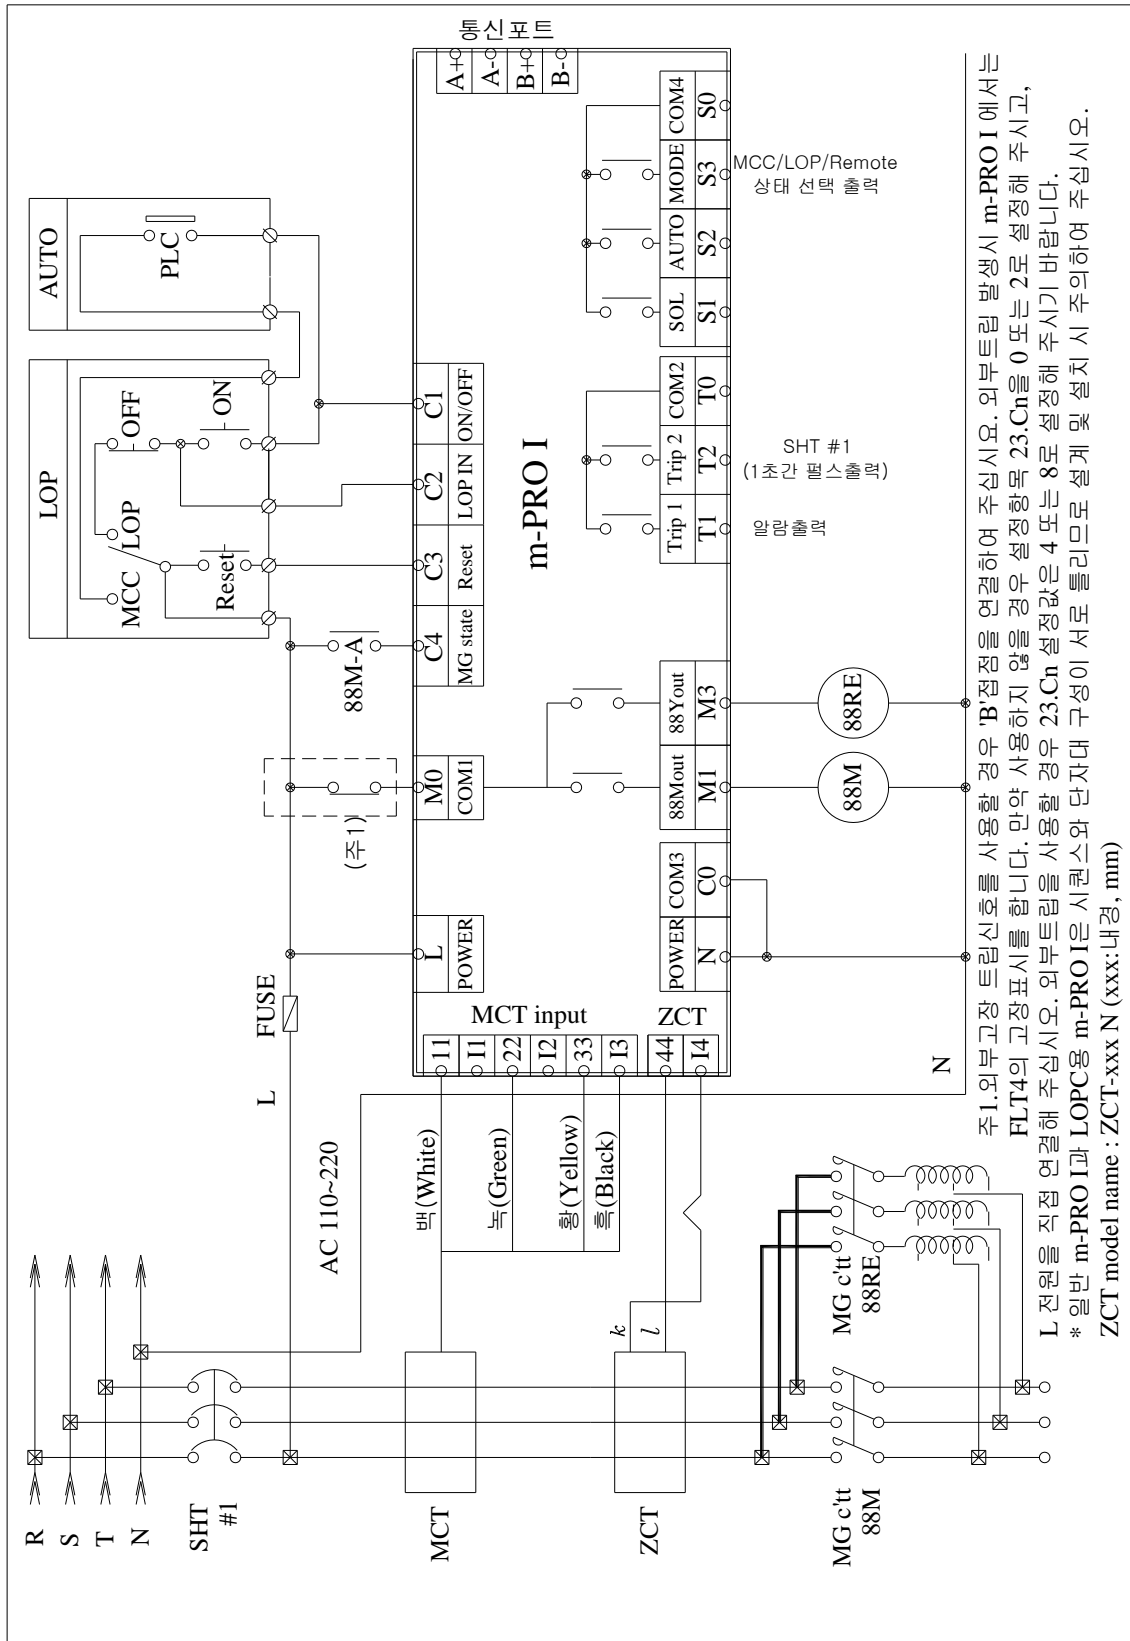 통신포트
A+
A-
B+
B-
AUTO
PLC
LOP
OFF
ON
MCC
LOP
Reset
88M-A
(주1)
FUSE
L
C1
ON/OFF
C2
LOP IN
C3
Reset
C4
MG state
M0
COM1
L
POWER
m-PRO I
COM4
S0
MODE
S3
AUTO
S2
SOL
S1
COM2
T0
Trip 2
T2
Trip 1
T1
88Yout
M3
88Mout
M1
COM3
C0
POWER
N
MCC/LOP/Remote
상태 선택 출력
SHT #1
(1초간 펄스출력)
알람출력
88RE
88M
MCT input
ZCT
11
I1
22
I2
33
I3
44
I4
N
AC 110~220
백(White)
녹(Green)
황(Yellow)
흑(Black)
R
S
T
N
SHT
#1
MCT
ZCT
k
l
MG c'tt
88RE
MG c'tt
88M
주1.외부고장 트립신호를 사용할 경우 'B'접점을 연결하여 주십시요. 외부트립 발생시 m-PRO I 에서는
FLT4의 고장표시를 합니다. 만약 사용하지 않을 경우 설정항목 23.Cn을 0 또는 2로 설정해 주시고,
L 전원을 직접 연결해 주십시오. 외부트립을 사용할 경우 23.Cn 설정값은 4 또는 8로 설정해 주시기 바랍니다.
* 일반 m-PRO I과 LOPC용 m-PRO I은 시퀀스와 단자대 구성이 서로 틀리므로 설계 및 설치 시 주의하여 주십시오.
ZCT model name : ZCT-xxx N (xxx:내경, mm)